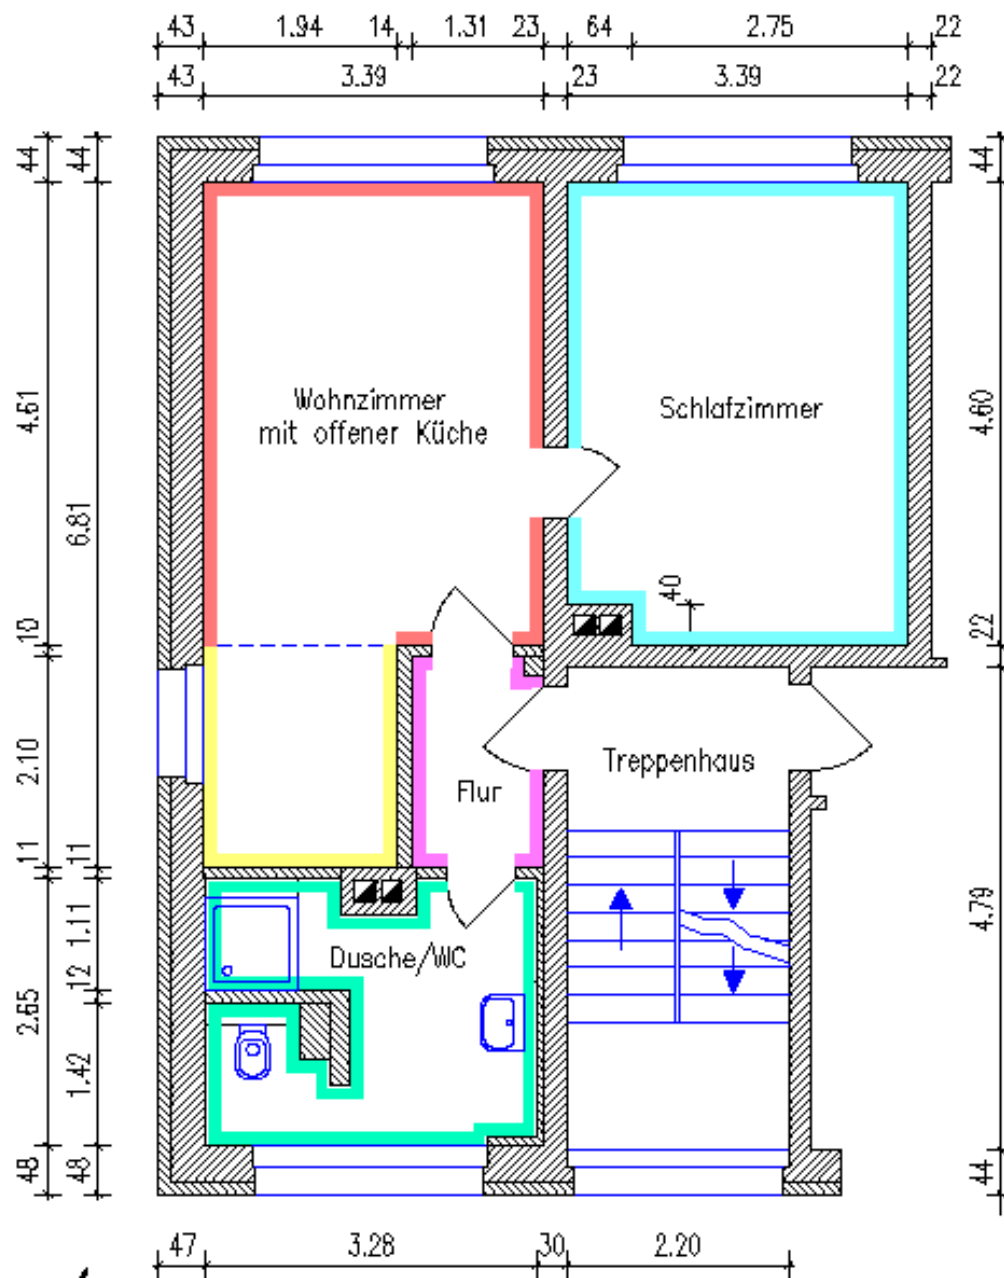 43 1.94 14 1.31 23 64 2.75 22
43 3.39 23 3.39 22
44 44 44
4.61
6.81
4.60
Wohnzimmer
mit offener Küche
Schlafzimmer
40
10
22
2.10
Treppenhaus
Flur
11 11
1.11
Dusche/WC
4.79
12
2.65
1.42
48 48 44
47 3.28 30 2.20